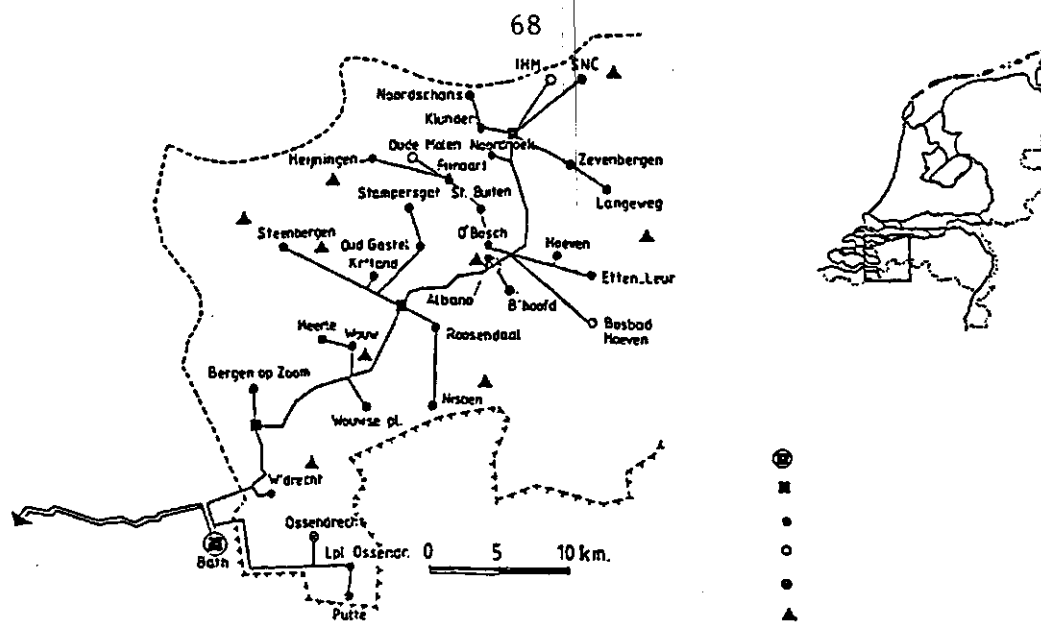 68
IHM
SNC
Noordschans
Klunder
Oude Molen
Noordhoek
Heijningen
Fijnaart
Zevenbergen
Stampersgat
St. Buiten
Langeweg
Steenbergen
Oud Gastel
O'Bosch
Hoeven
Kr'land
Etten-Leur
Albano
B'hoofd
Bosbad
Hoeven
Heerle
Wouw
Roosendaal
Bergen op Zoom
Wouwse pl.
Nispen
W'drecht
Ossendrecht
Lpl Ossendr.
0 5 10 km.
Bath
Putte